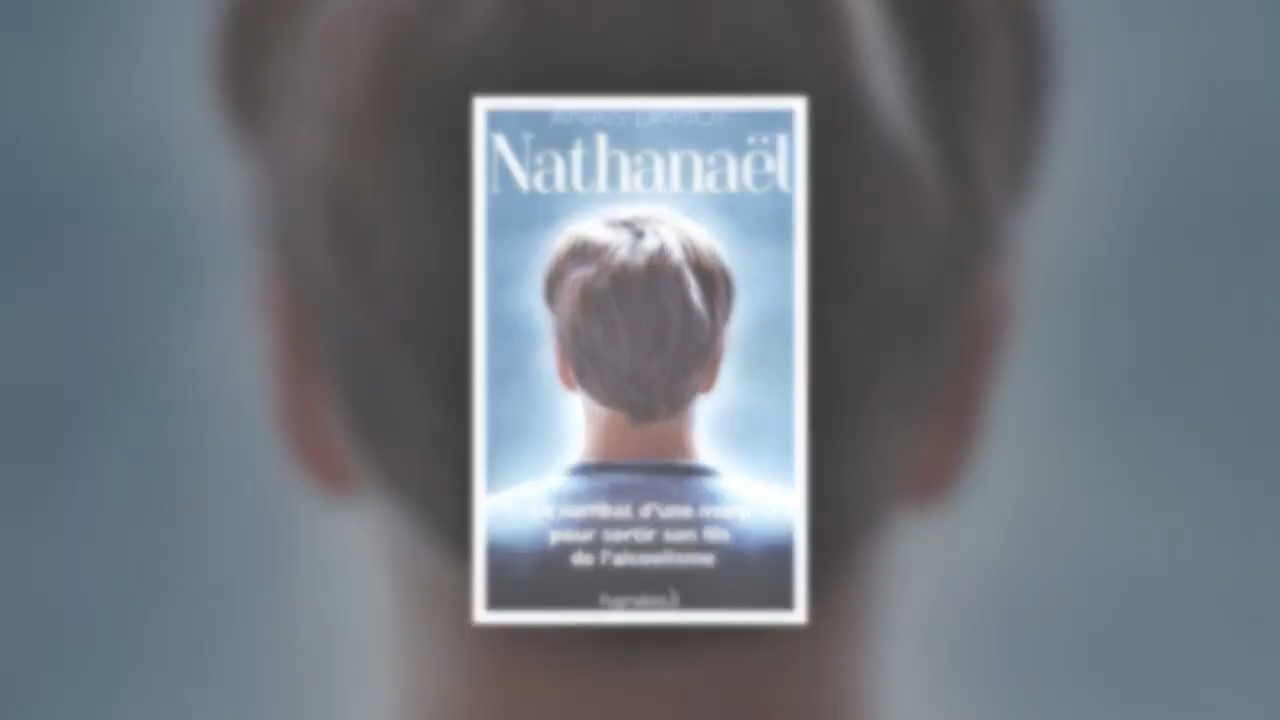 Nathanaël
Le combat d'une mère
pour sortir son fils
de l'alcoolisme